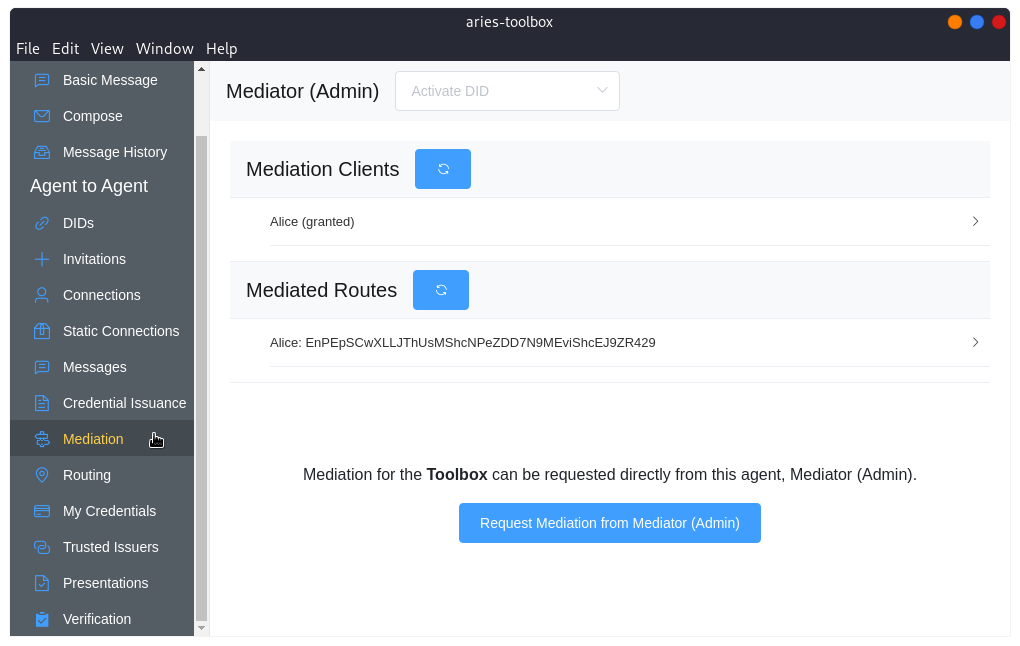 aries-toolbox
File Edit View Window Help
Basic Message
Compose
Message History
Agent to Agent
DIDs
Invitations
Connections
Static Connections
Messages
Credential Issuance
Mediation
Routing
My Credentials
Trusted Issuers
Presentations
Verification
Mediator (Admin) Activate DID
Mediation Clients
Alice (granted)
Mediated Routes
Alice: EnPEpSCwXLLJThUsMShcNPeZDD7N9MEviShcEJ9ZR429
Mediation for the Toolbox can be requested directly from this agent, Mediator (Admin).
Request Mediation from Mediator (Admin)